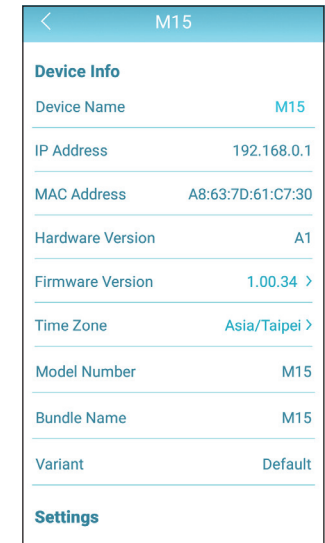 M15
Device Info
Device Name M15
IP Address 192.168.0.1
MAC Address A8:63:7D:61:C7:30
Hardware Version A1
Firmware Version 1.00.34 >
Time Zone Asia/Taipei >
Model Number M15
Bundle Name M15
Variant Default
Settings